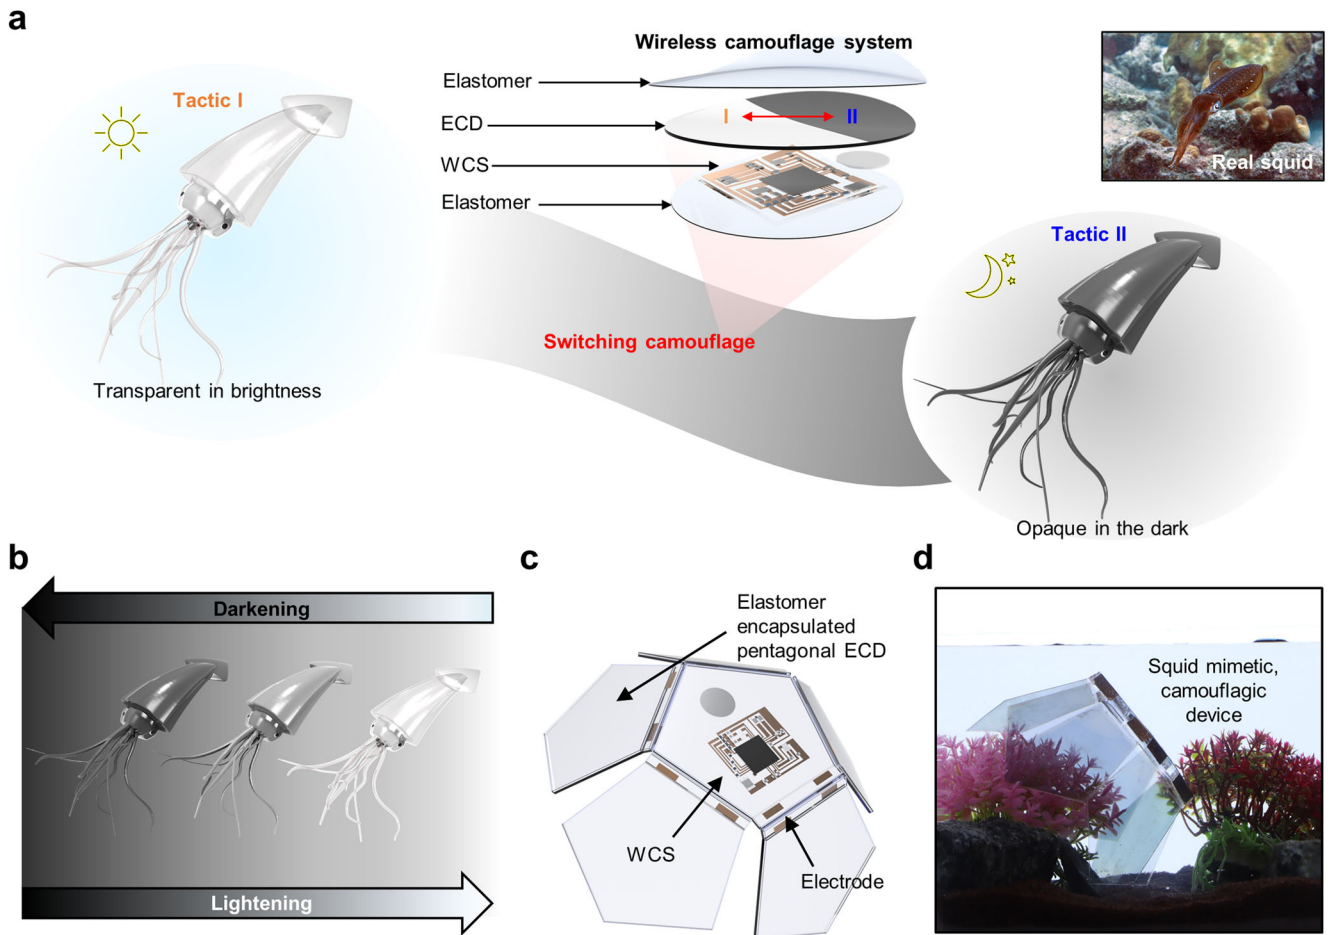 a
Wireless camouflage system
Tactic I
Elastomer
ECD
I
II
WCS
Elastomer
Real squid
Tactic II
Switching camouflage
Transparent in brightness
Opaque in the dark
b
Darkening
Lightening
c
Elastomer
encapsulated
pentagonal ECD
WCS
Electrode
d
Squid mimetic,
camouflagic
device